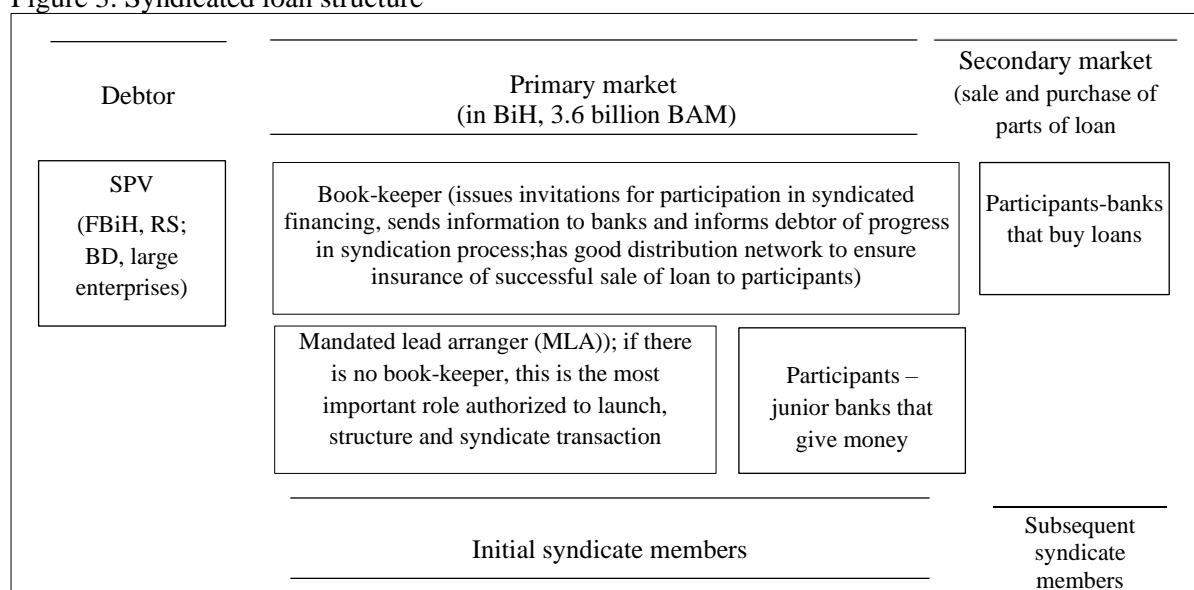 Figure 3. Syndicated loan structure
Debtor
Primary market
(in BiH, 3.6 billion BAM)
Secondary market
(sale and purchase of
parts of loan
SPV
(FBiH, RS;
BD, large
enterprises)
Book-keeper (issues invitations for participation in syndicated
financing, sends information to banks and informs debtor of progress
in syndication process;has good distribution network to ensure
insurance of successful sale of loan to participants)
Participants-banks
that buy loans
Mandated lead arranger (MLA)); if there
is no book-keeper, this is the most
important role authorized to launch,
structure and syndicate transaction
Participants –
junior banks that
give money
Initial syndicate members
Subsequent
syndicate
members